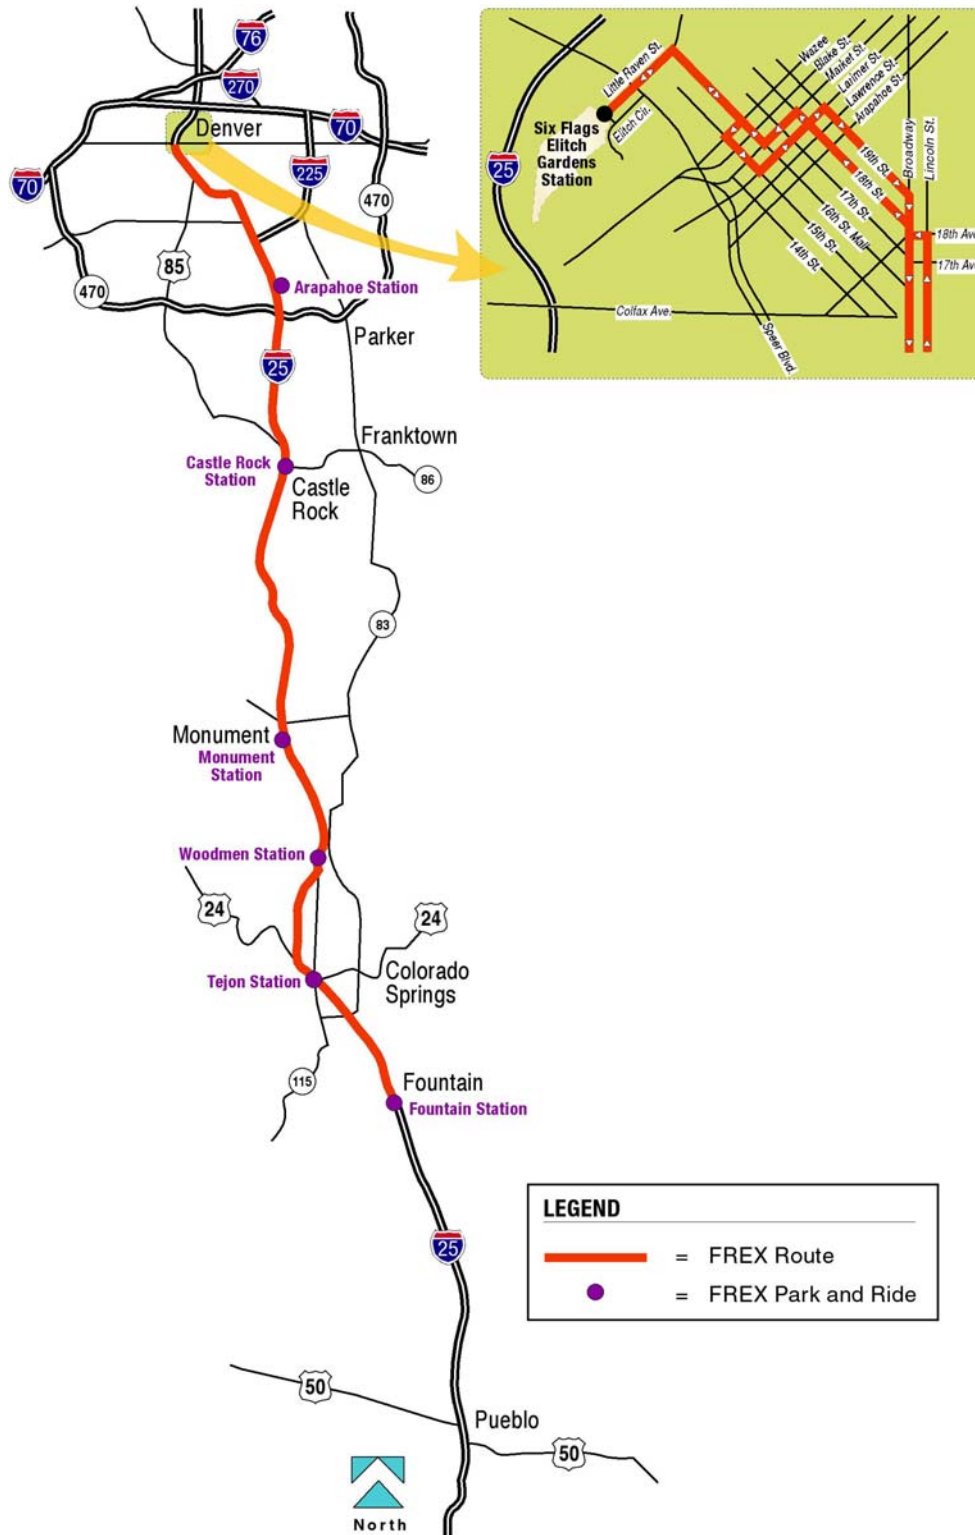 76
270
Denver
70
70
225
470
85
470
Arapahoe Station
Parker
25
Franktown
Castle Rock
Station
86
Castle
Rock
83
Monument
Monument
Station
Woodmen Station
24
24
Tejon Station
Colorado
Springs
115
Fountain
Fountain Station
25
50
Pueblo
50
North
Little Raven St.
Wazee
Blake St.
Market St.
Larimer St.
Lawrence St.
Arapahoe St.
Elitch Cir.
Six Flags
Elitch
Gardens
Station
25
Broadway
Lincoln St.
19th St.
18th St.
17th St.
16th St. Mall
15th St.
14th St.
18th Ave
17th Ave
Colfax Ave.
Speer Blvd.
LEGEND
= FREX Route
= FREX Park and Ride